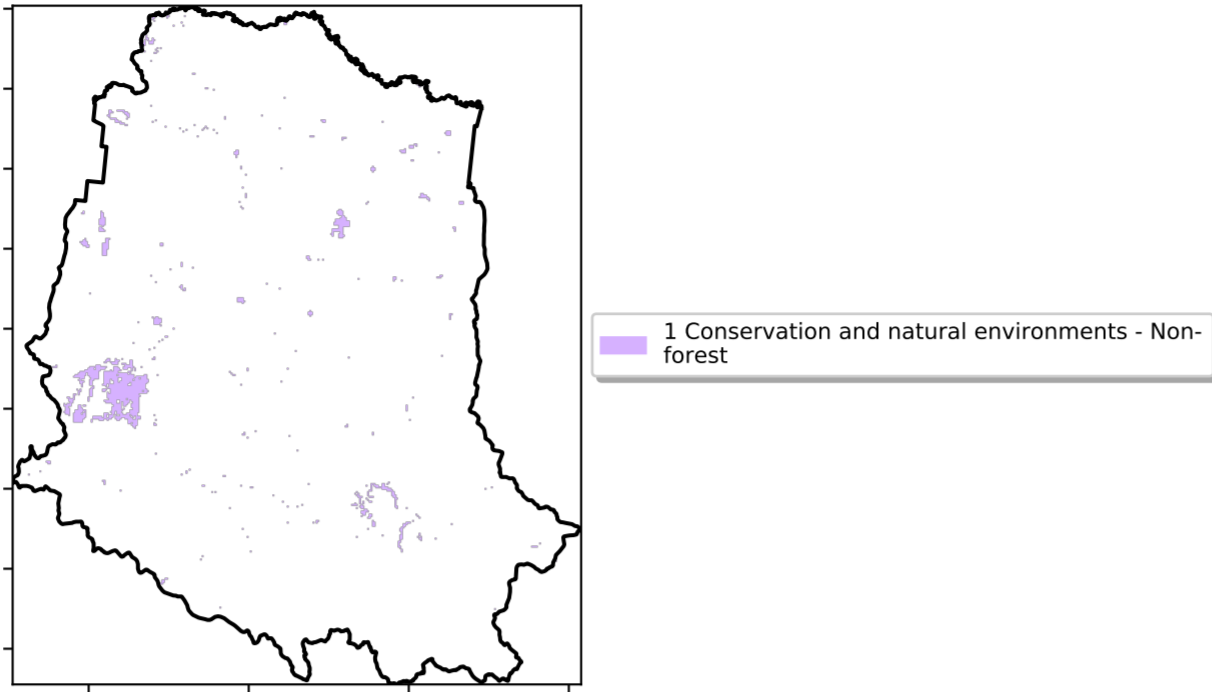 1 Conservation and natural environments - Non-
forest